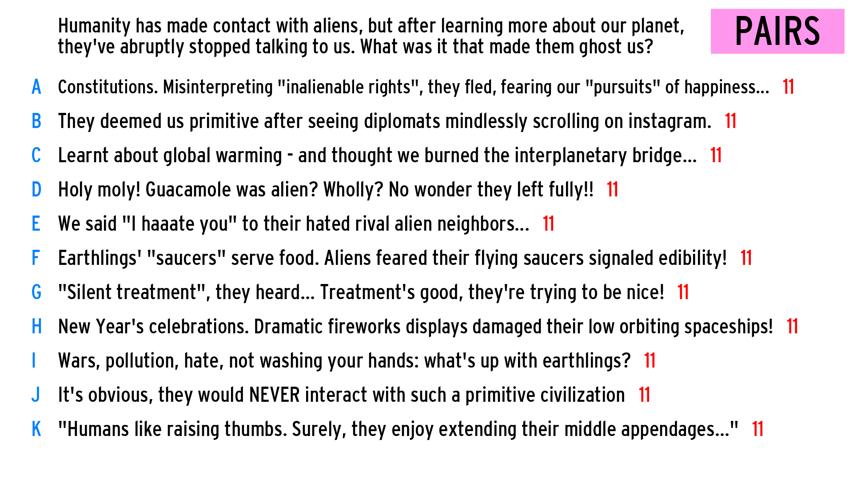 Humanity has made contact with aliens, but after learning more about our planet,
they've abruptly stopped talking to us. What was it that made them ghost us?
PAIRS
A Constitutions. Misinterpreting "inalienable rights", they fled, fearing our "pursuits" of happiness... 11
B They deemed us primitive after seeing diplomats mindlessly scrolling on instagram. 11
C Learnt about global warming - and thought we burned the interplanetary bridge... 11
D Holy moly! Guacamole was alien? Wholly? No wonder they left fully!! 11
E We said "I haaate you" to their hated rival alien neighbors... 11
F Earthlings' "saucers" serve food. Aliens feared their flying saucers signaled edibility! 11
G "Silent treatment", they heard... Treatment's good, they're trying to be nice! 11
H New Year's celebrations. Dramatic fireworks displays damaged their low orbiting spaceships! 11
I Wars, pollution, hate, not washing your hands: what's up with earthlings? 11
J It's obvious, they would NEVER interact with such a primitive civilization 11
K "Humans like raising thumbs. Surely, they enjoy extending their middle appendages..." 11